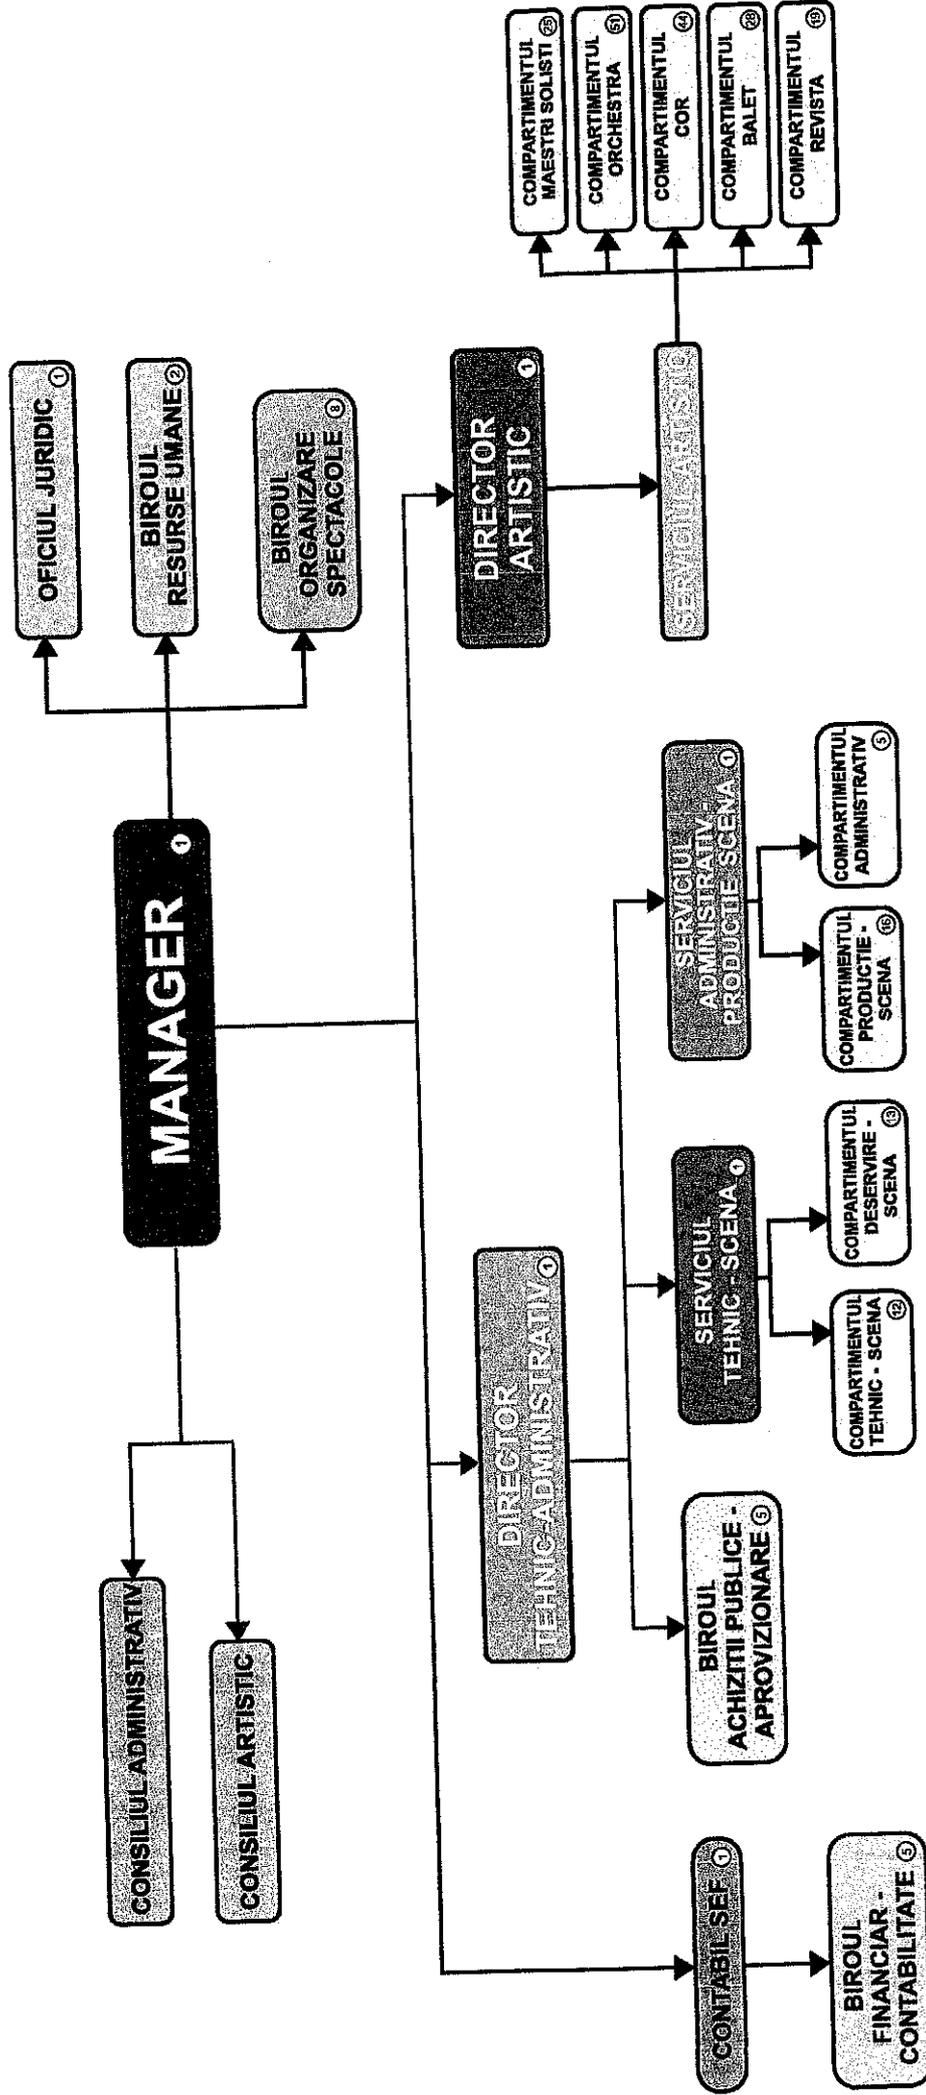 MANAGER
1
CONSILIUL ADMINISTRATIV
CONSILIUL ARTISTIC
OFICIUL JURIDIC
1
BIROUL
RESURSE UMANE
2
BIROUL
ORGANIZARE
SPECTACOLE
8
DIRECTOR
TEHNIC-ADMINISTRATIV
1
DIRECTOR
ARTISTIC
1
CONTABIL SEF
1
BIROUL
FINANCIAR -
CONTABILITATE
5
BIROUL
ACHIZITII PUBLICE -
APROVIZIONARE
5
SERVICIUL
TEHNIC - SCENA
1
COMPARTIMENTUL
TEHNIC - SCENA
12
COMPARTIMENTUL
DESERVIRE -
SCENA
13
SERVICIUL
ADMINISTRATIV -
PRODUCTIE SCENA
1
COMPARTIMENTUL
PRODUCTIE -
SCENA
16
COMPARTIMENTUL
ADMINISTRATIV
5
SERVICIUL ARTISTIC
COMPARTIMENTUL
MAESTRI SOLISTI
25
COMPARTIMENTUL
ORCHESTRA
51
COMPARTIMENTUL
COR
44
COMPARTIMENTUL
BALET
28
COMPARTIMENTUL
REVISTA
19